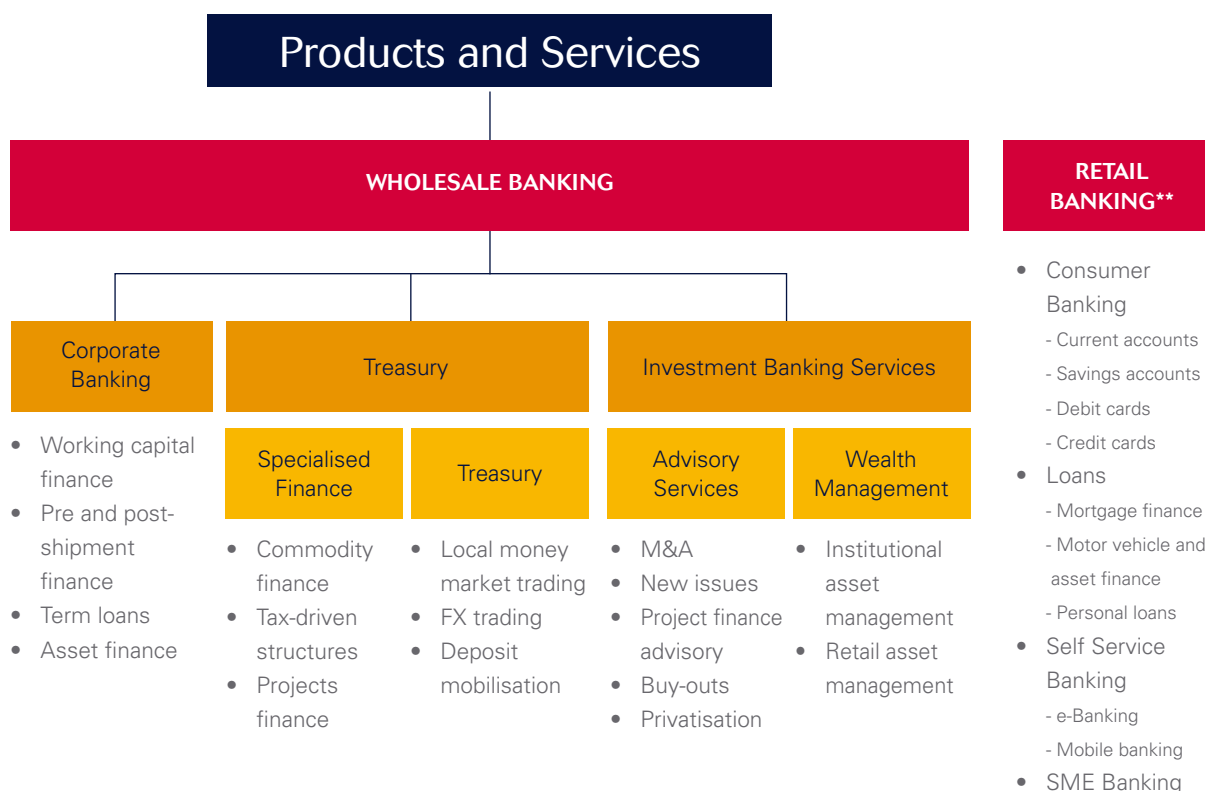 Products and Services
WHOLESALE BANKING
RETAIL
BANKING**
Corporate
Banking
• Working capital
finance
• Pre and post-
shipment
finance
• Term loans
• Asset finance
Treasury
Specialised
Finance
• Commodity
finance
• Tax-driven
structures
• Projects
finance
Treasury
• Local money
market trading
• FX trading
• Deposit
mobilisation
Investment Banking Services
Advisory
Services
• M&A
• New issues
• Project finance
advisory
• Buy-outs
• Privatisation
Wealth
Management
• Institutional
asset
management
• Retail asset
management
• Consumer
Banking
- Current accounts
- Savings accounts
- Debit cards
- Credit cards
• Loans
- Mortgage finance
- Motor vehicle and
asset finance
- Personal loans
• Self Service
Banking
- e-Banking
- Mobile banking
• SME Banking